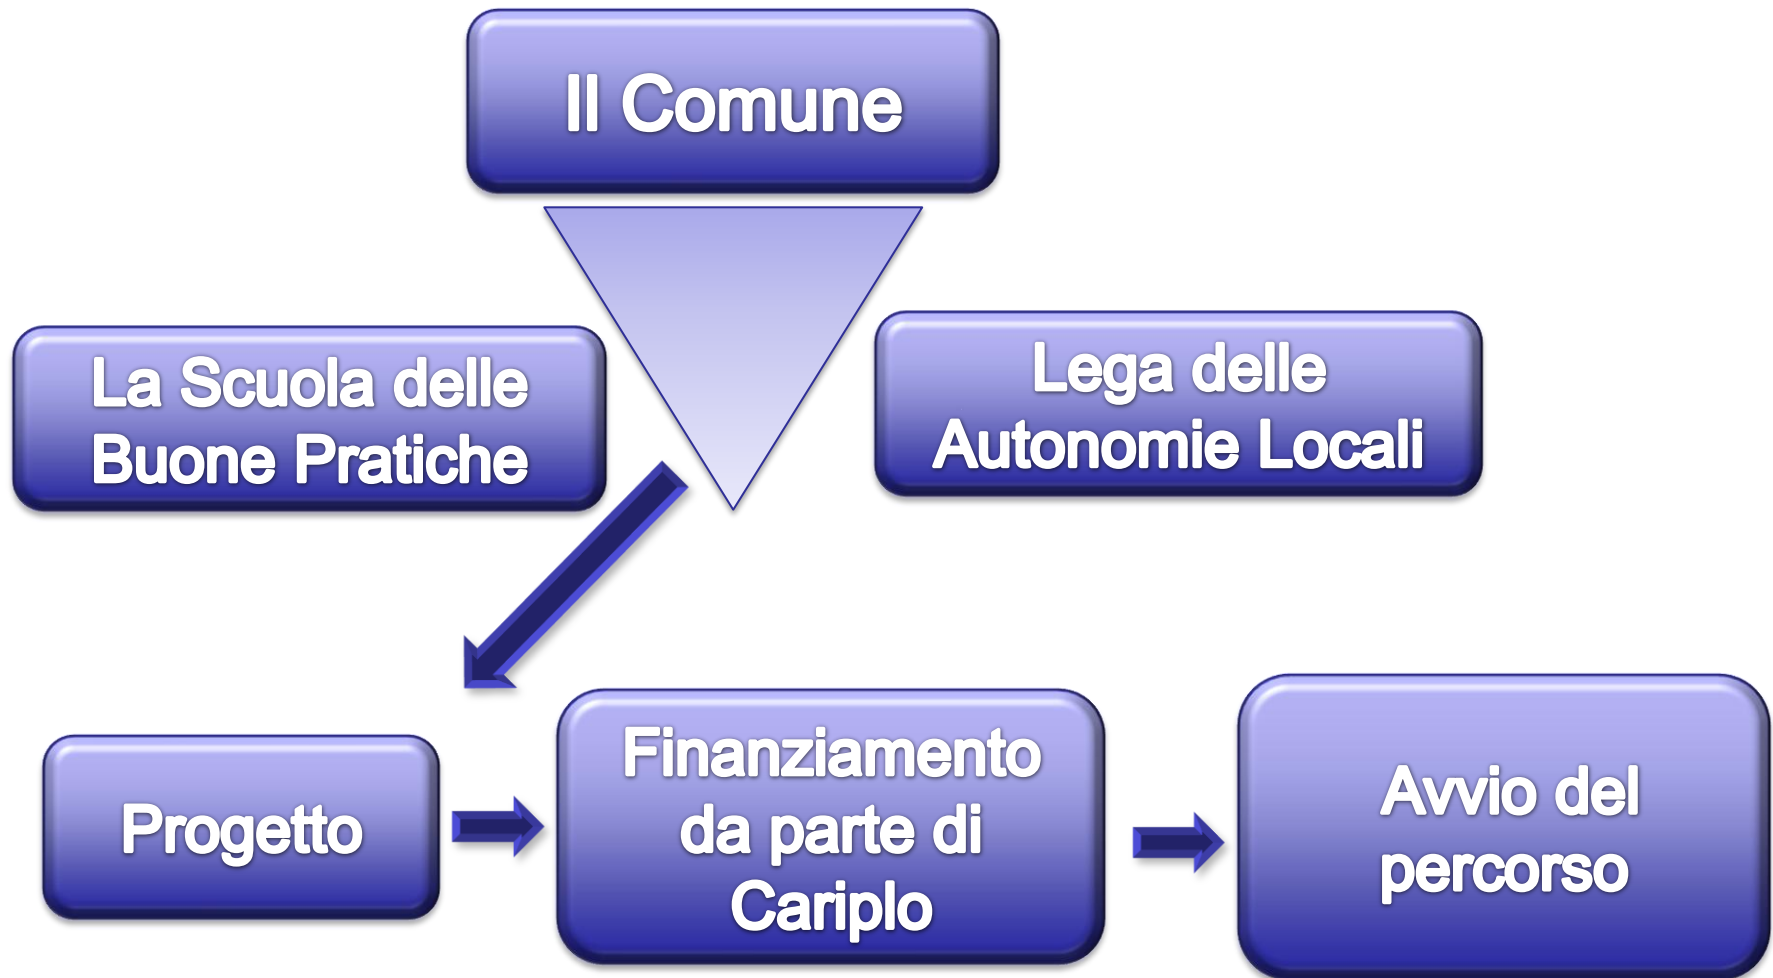 Il Comune
La Scuola delle
Buone Pratiche
Lega delle
Autonomie Locali
Progetto
Finanziamento
da parte di
Cariplo
Avvio del
percorso